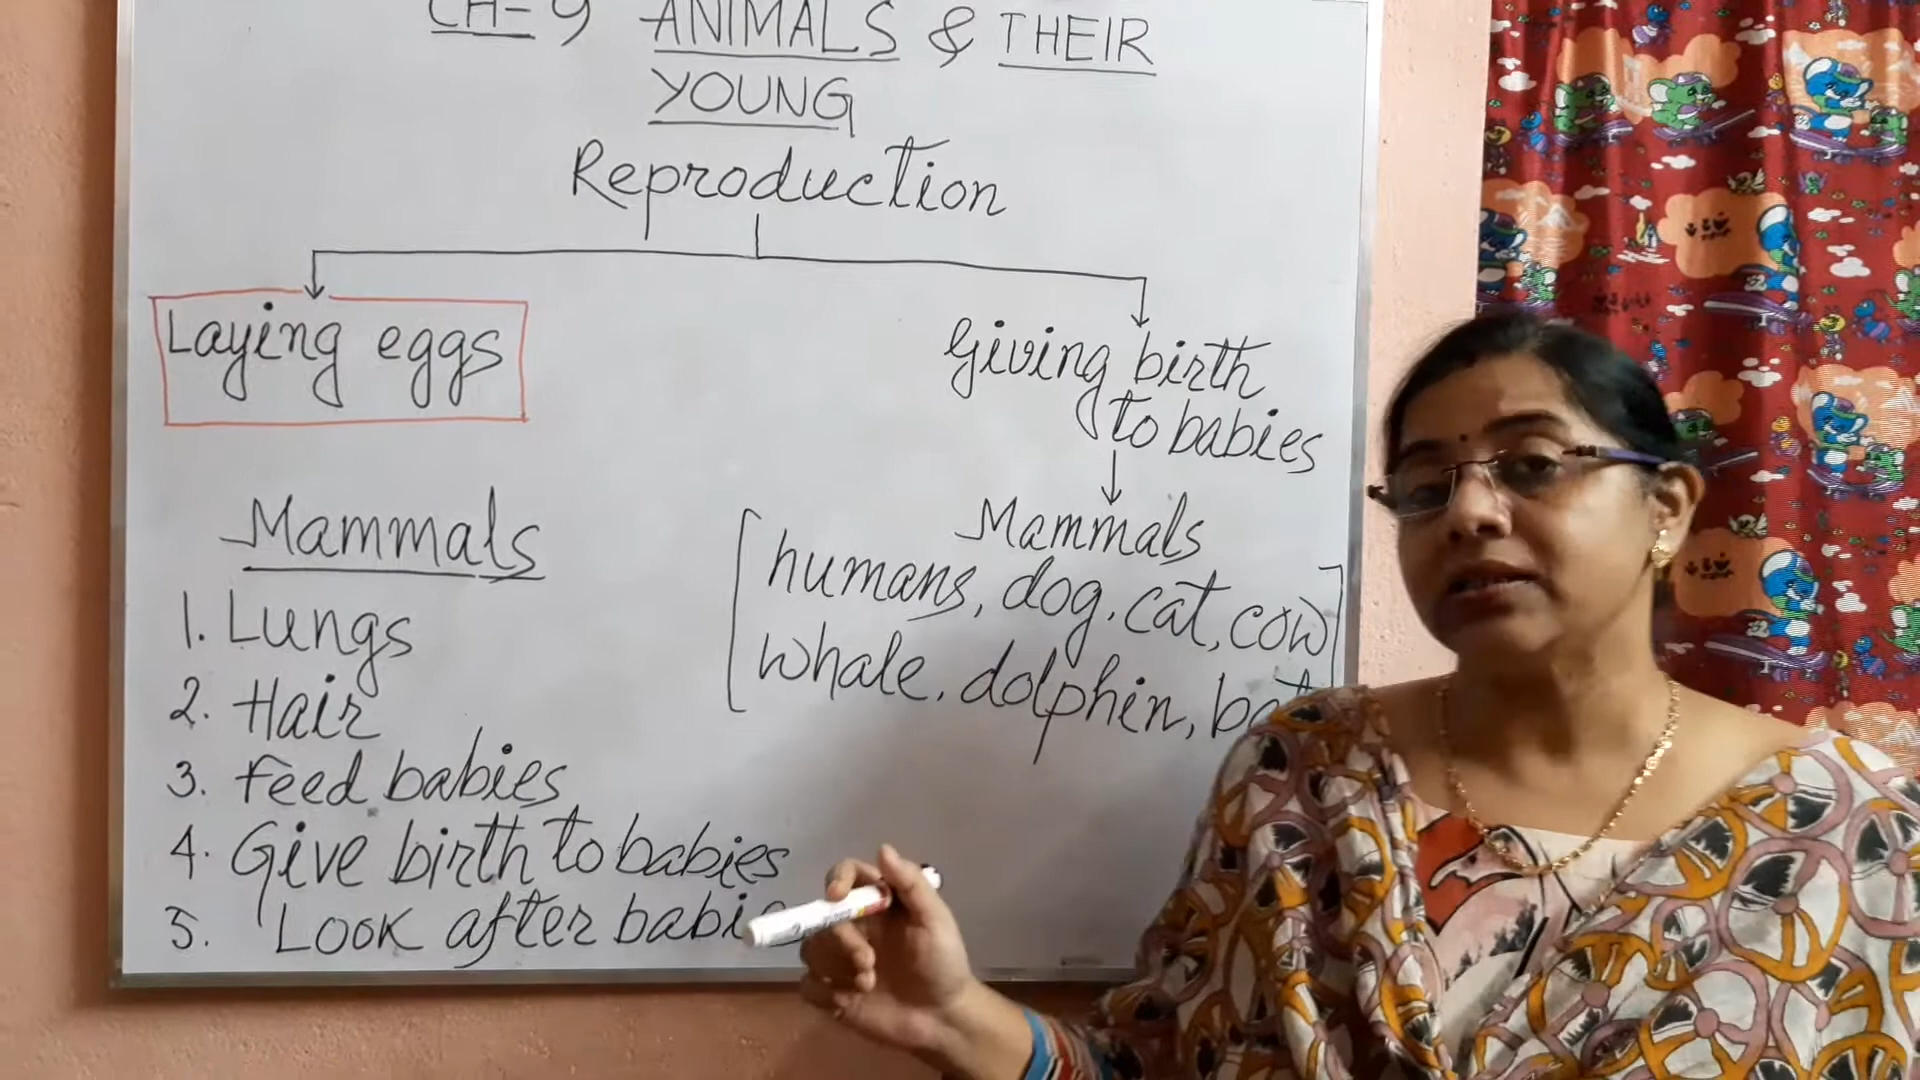 CH-9 ANIMALS & THEIR
YOUNG
Reproduction
Laying eggs
Giving birth
to babies
Mammals
humans, dog, cat, cow
whale, dolphin,
Mammals
1. Lungs
2. Hair
3. Feed babies
4. Give birth to babies
5. Look after